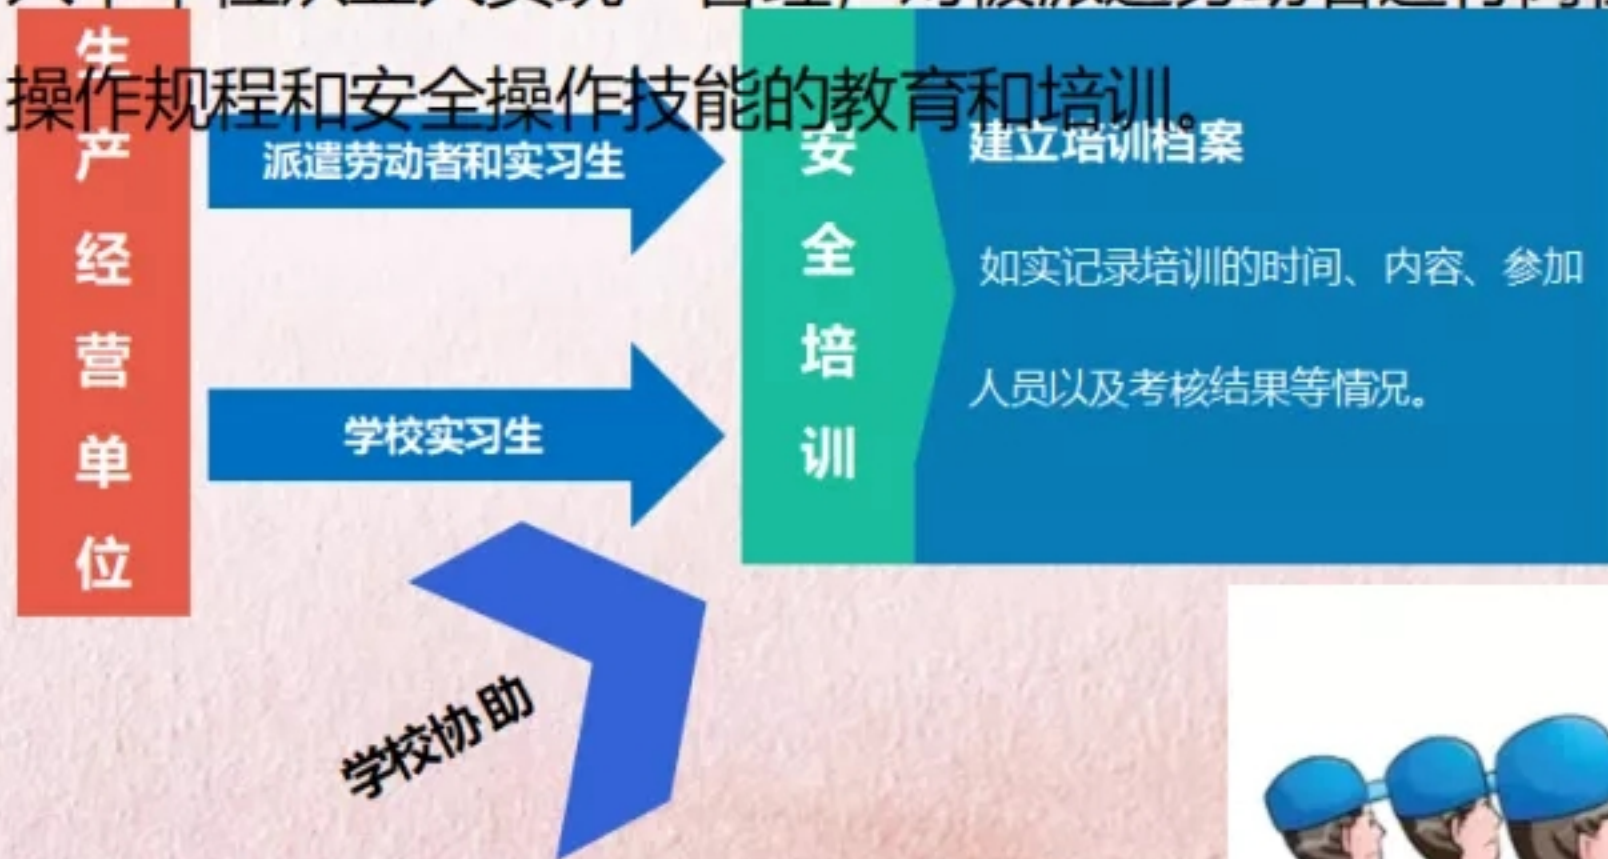 操作规程和安全操作技能的教育和培训。
生产经营单位
派遣劳动者和实习生
学校实习生
学校协助
安全培训
建立培训档案
如实记录培训的时间、内容、参加
人员以及考核结果等情况。